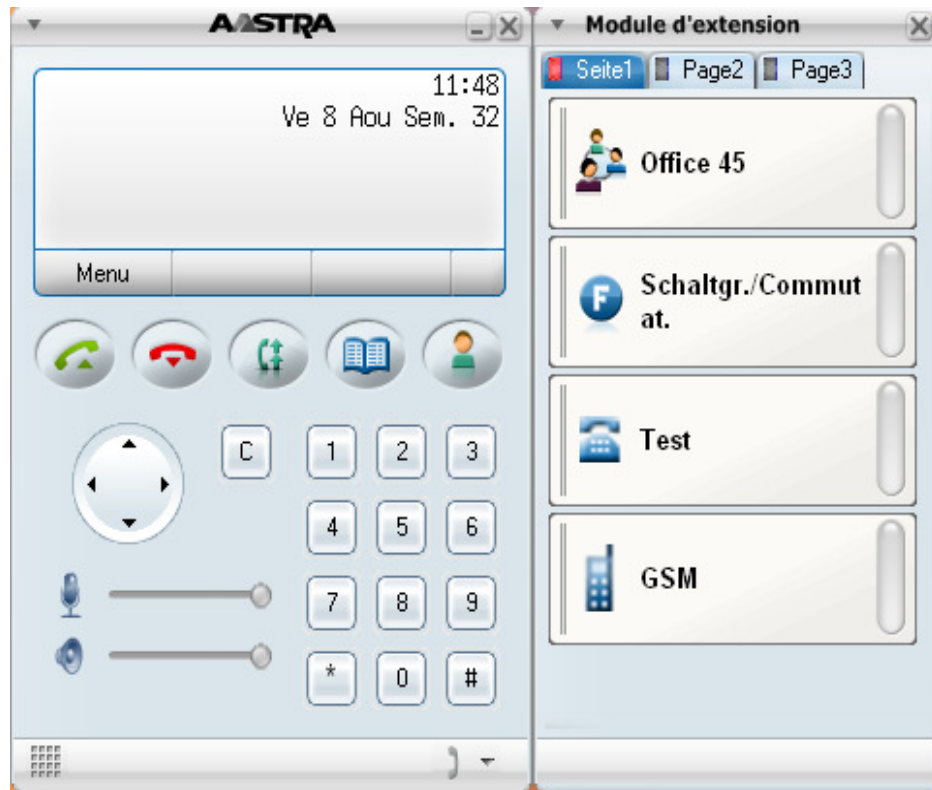 AASTRA
11:48
Ve 8 Aou Sem. 32
Menu
C
1 2 3
4 5 6
7 8 9
* 0 #
Module d'extension
Seite1 Page2 Page3
Office 45
F
Schaltgr./Commut
at.
Test
GSM